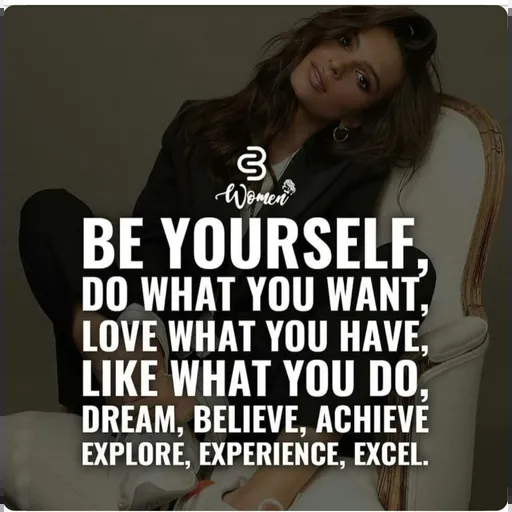 Women
BE YOURSELF,
DO WHAT YOU WANT,
LOVE WHAT YOU HAVE,
LIKE WHAT YOU DO,
DREAM, BELIEVE, ACHIEVE
EXPLORE, EXPERIENCE, EXCEL.